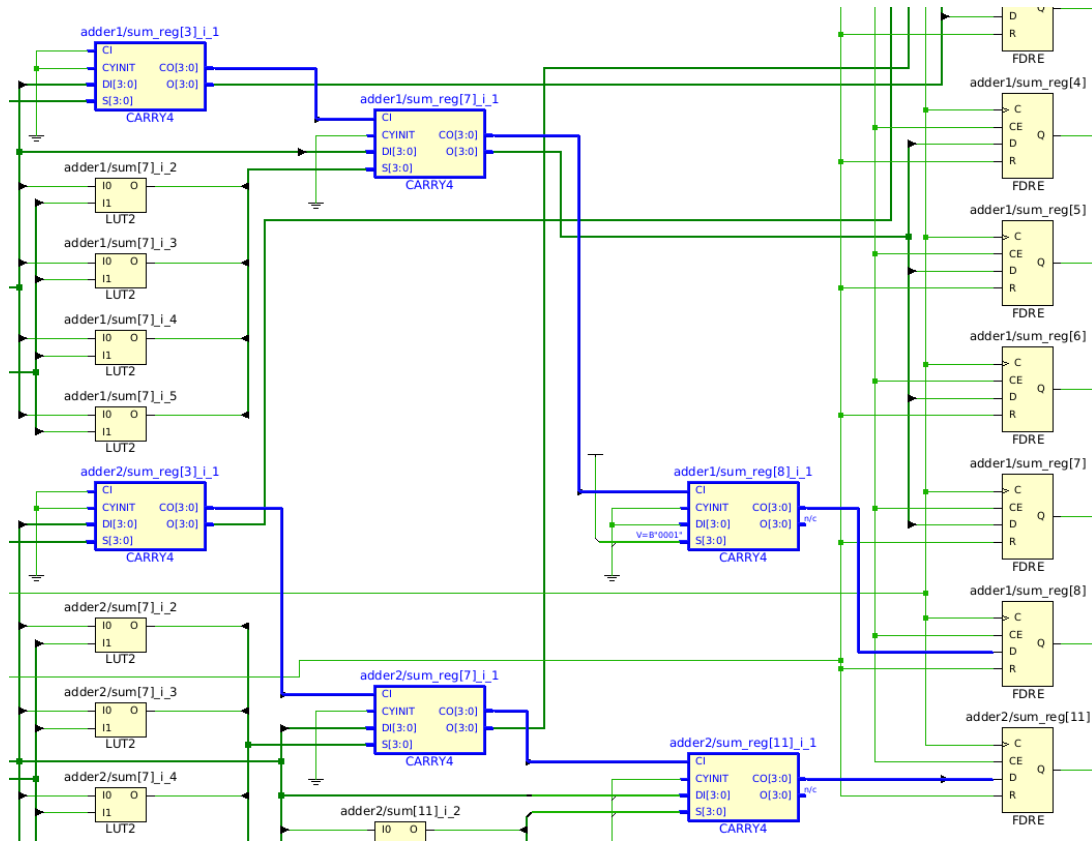 D
Q
R
FDRE
adder1/sum_reg[3]_i_1
CI
CYINIT CO[3:0]
DI[3:0] O[3:0]
S[3:0]
CARRY4
adder1/sum_reg[4]
C
CE
D Q
R
FDRE
adder1/sum_reg[7]_i_1
CI
CYINIT CO[3:0]
DI[3:0] O[3:0]
S[3:0]
CARRY4
adder1/sum[7]_i_2
I0 O
I1
LUT2
adder1/sum_reg[5]
C
CE
D Q
R
FDRE
adder1/sum[7]_i_3
I0 O
I1
LUT2
adder1/sum[7]_i_4
I0 O
I1
LUT2
adder1/sum_reg[6]
C
CE
D Q
R
FDRE
adder1/sum[7]_i_5
I0 O
I1
LUT2
adder2/sum_reg[3]_i_1
CI
CYINIT CO[3:0]
DI[3:0] O[3:0]
S[3:0]
CARRY4
adder1/sum_reg[8]_i_1
CI
CYINIT CO[3:0]
DI[3:0] O[3:0]
n/c
V=B"0001"
S[3:0]
CARRY4
adder1/sum_reg[7]
C
CE
D Q
R
FDRE
adder2/sum[7]_i_2
I0 O
I1
LUT2
adder1/sum_reg[8]
C
CE
D Q
R
FDRE
adder2/sum[7]_i_3
I0 O
I1
LUT2
adder2/sum_reg[7]_i_1
CI
CYINIT CO[3:0]
DI[3:0] O[3:0]
S[3:0]
CARRY4
adder2/sum_reg[11]_i_1
CI
CYINIT CO[3:0]
DI[3:0] O[3:0]
n/c
S[3:0]
CARRY4
adder2/sum_reg[11]
C
CE
D Q
R
FDRE
adder2/sum[7]_i_4
I0 O
I1
LUT2
adder2/sum[11]_i_2
I0 O